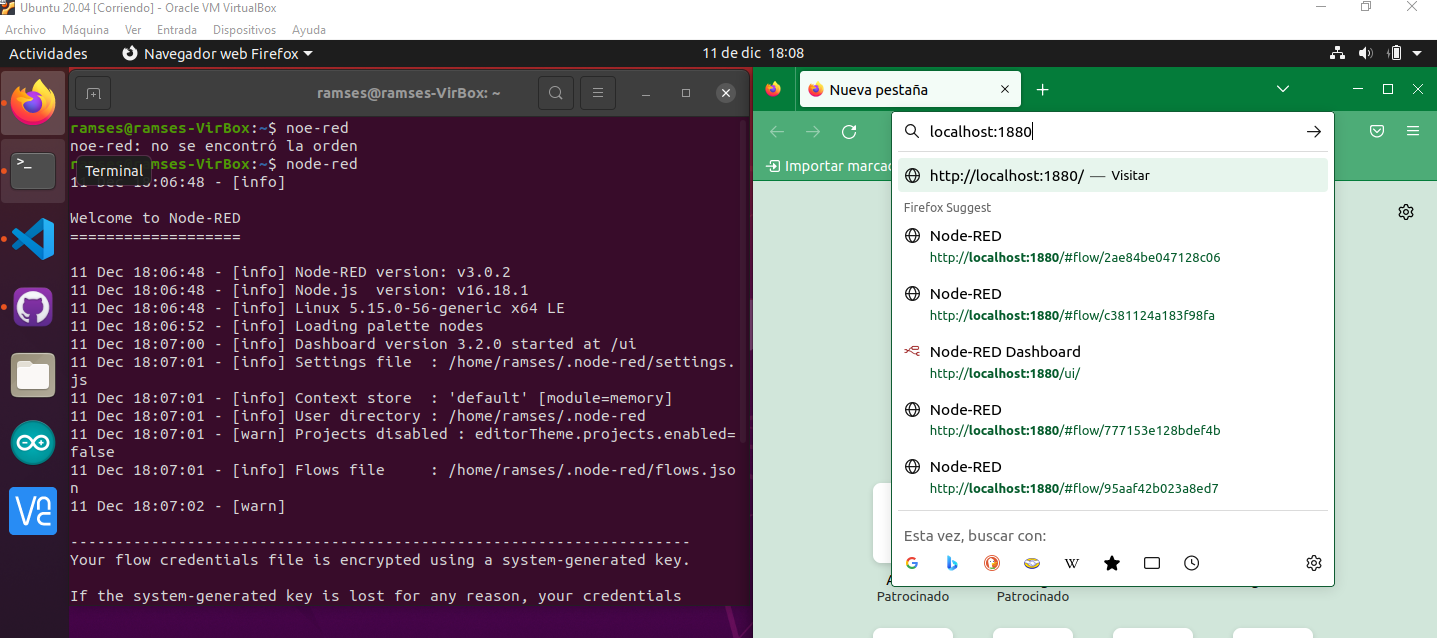 Ubuntu 20.04 [Corriendo] - Oracle VM VirtualBox
Archivo Máquina Ver Entrada Dispositivos Ayuda
Actividades Navegador web Firefox 11 de dic 18:08
ramses@ramses-VirBox: ~
ramses@ramses-VirBox:~$ noe-red
noe-red: no se encontró la orden
mses-VirBox:~$ node-red
Terminal
11 Dec 18:06:48 - [info]
Welcome to Node-RED
===================
11 Dec 18:06:48 - [info] Node-RED version: v3.0.2
11 Dec 18:06:48 - [info] Node.js version: v16.18.1
11 Dec 18:06:48 - [info] Linux 5.15.0-56-generic x64 LE
11 Dec 18:06:52 - [info] Loading palette nodes
11 Dec 18:07:00 - [info] Dashboard version 3.2.0 started at /ui
11 Dec 18:07:01 - [info] Settings file : /home/ramses/.node-red/settings.
js
11 Dec 18:07:01 - [info] Context store : 'default' [module=memory]
11 Dec 18:07:01 - [info] User directory : /home/ramses/.node-red
11 Dec 18:07:01 - [warn] Projects disabled : editorTheme.projects.enabled=
false
11 Dec 18:07:01 - [info] Flows file : /home/ramses/.node-red/flows.jso
n
11 Dec 18:07:02 - [warn]
---------------------------------------------------------------------
Your flow credentials file is encrypted using a system-generated key.
If the system-generated key is lost for any reason, your credentials
Nueva pestaña
localhost:1880
Importar marcad
http://localhost:1880/ — Visitar
Firefox Suggest
Node-RED
http://localhost:1880/#flow/2ae84be047128c06
Node-RED
http://localhost:1880/#flow/c381124a183f98fa
Node-RED Dashboard
http://localhost:1880/ui/
Node-RED
http://localhost:1880/#flow/777153e128bdef4b
Node-RED
http://localhost:1880/#flow/95aaf42b023a8ed7
Esta vez, buscar con:
Patrocinado Patrocinado